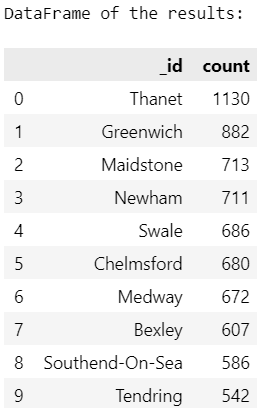 DataFrame of the results:
_id count
0 Thanet 1130
1 Greenwich 882
2 Maidstone 713
3 Newham 711
4 Swale 686
5 Chelmsford 680
6 Medway 672
7 Bexley 607
8 Southend-On-Sea 586
9 Tendring 542